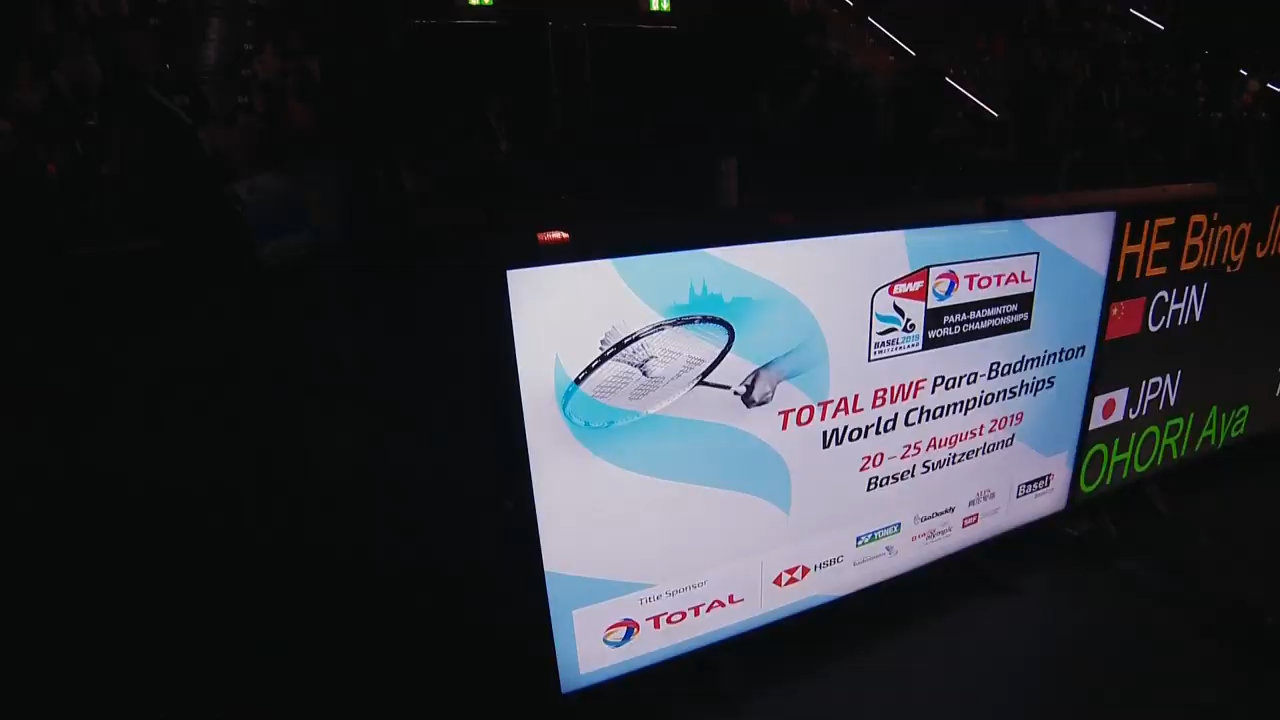 BWF
TOTAL
PARA-BADMINTON
WORLD CHAMPIONSHIPS
BASEL 2019
SWITZERLAND
TOTAL BWF Para-Badminton
World Championships
20 – 25 August 2019
Basel Switzerland
Title Sponsor
TOTAL
HSBC
YONEX
GoDaddy
SRF
Basel
HE Bing Ji
CHN
JPN
OHORI Aya